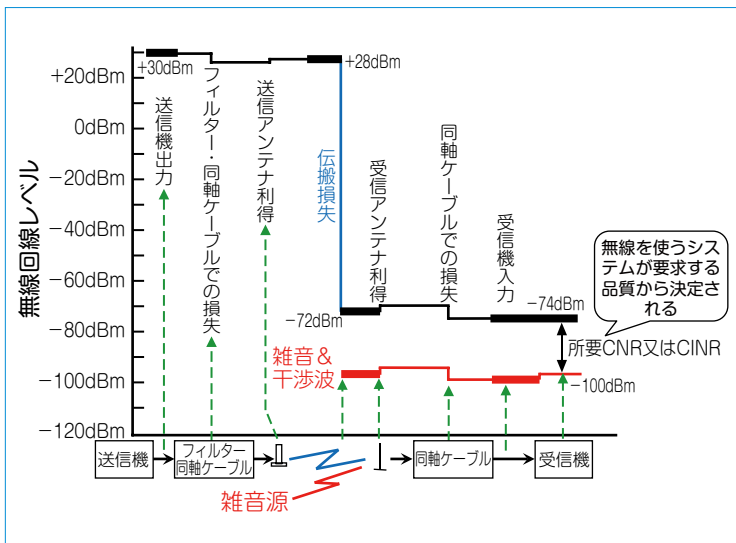 無線回線レベル
+20dBm
0dBm
−20dBm
−40dBm
−60dBm
−80dBm
−100dBm
−120dBm
+30dBm
送信機出力
フィルター・同軸ケーブルでの損失
送信アンテナ利得
+28dBm
伝搬損失
−72dBm
受信アンテナ利得
同軸ケーブルでの損失
受信機入力
−74dBm
無線を使うシス
テムが要求する
品質から決定さ
れる
所要CNR又はCINR
−100dBm
雑音&
干渉波
送信機
フィルター
同軸ケーブル
雑音源
同軸ケーブル
受信機